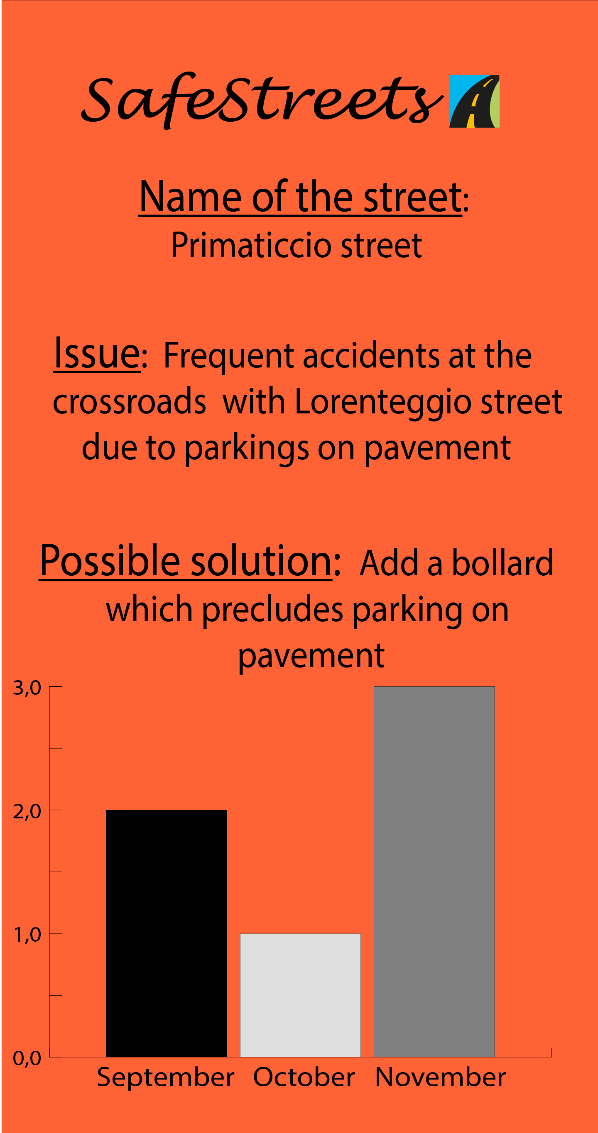 SafeStreets
Name of the street:
Primaticcio street
Issue: Frequent accidents at the
crossroads with Lorenteggio street
due to parkings on pavement
Possible solution: Add a bollard
which precludes parking on
pavement
3,0
2,0
1,0
0,0
September October November